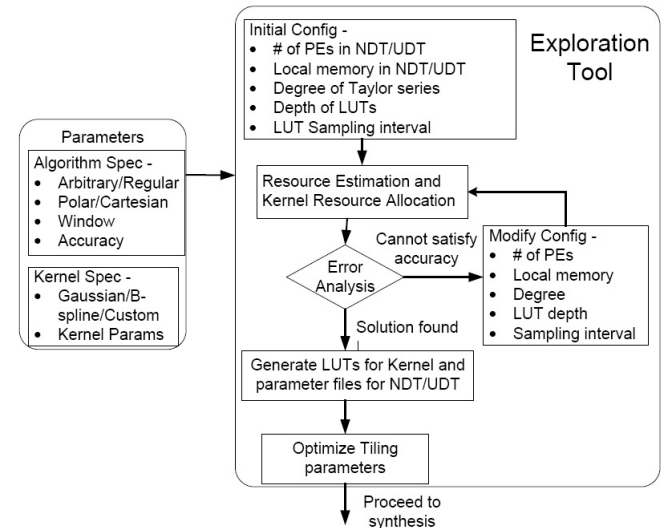 Parameters
Algorithm Spec -
• Arbitrary/Regular
• Polar/Cartesian
• Window
• Accuracy
Kernel Spec -
• Gaussian/B-
spline/Custom
• Kernel Params
Exploration
Tool
Initial Config -
• # of PEs in NDT/UDT
• Local memory in NDT/UDT
• Degree of Taylor series
• Depth of LUTs
• LUT Sampling interval
Resource Estimation and
Kernel Resource Allocation
Error
Analysis
Cannot satisfy
accuracy
Modify Config -
• # of PEs
• Local memory
• Degree
• LUT depth
• Sampling interval
Solution found
Generate LUTs for Kernel and
parameter files for NDT/UDT
Optimize Tiling
parameters
Proceed to
synthesis